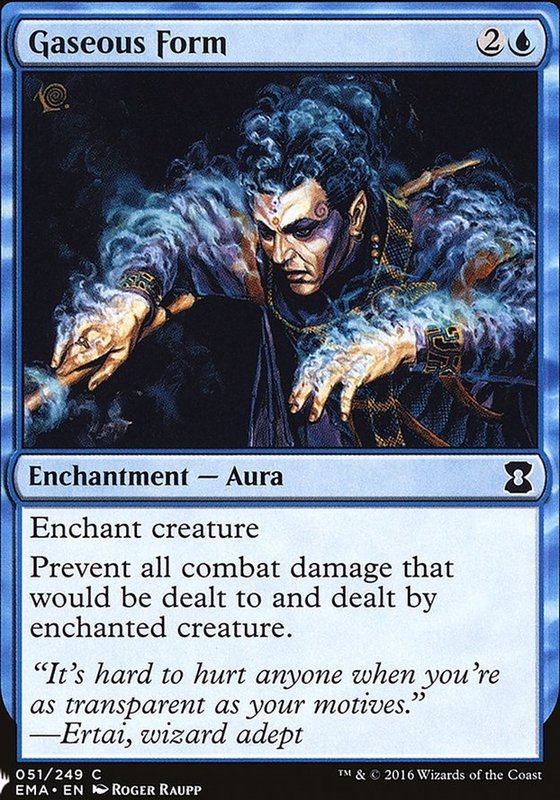 Gaseous Form 2
Enchantment — Aura
Enchant creature
Prevent all combat damage that
would be dealt to and dealt by
enchanted creature.
“It’s hard to hurt anyone when you’re
as transparent as your motives.”
—Ertai, wizard adept
051/249 C
™ & © 2016 Wizards of the Coast
EMA • EN Roger Raupp